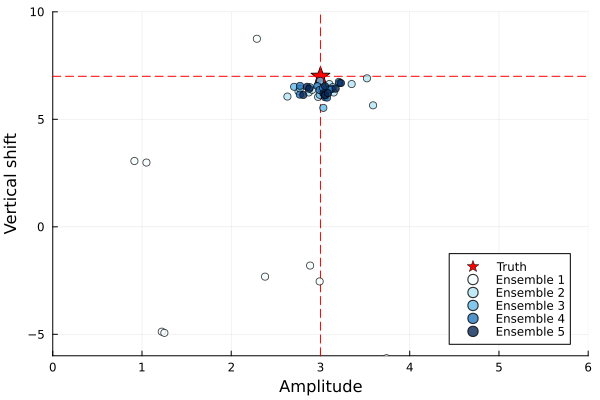 10
5
0
−5
Vertical shift
Truth
Ensemble 1
Ensemble 2
Ensemble 3
Ensemble 4
Ensemble 5
0 1 2 3 4 5 6
Amplitude